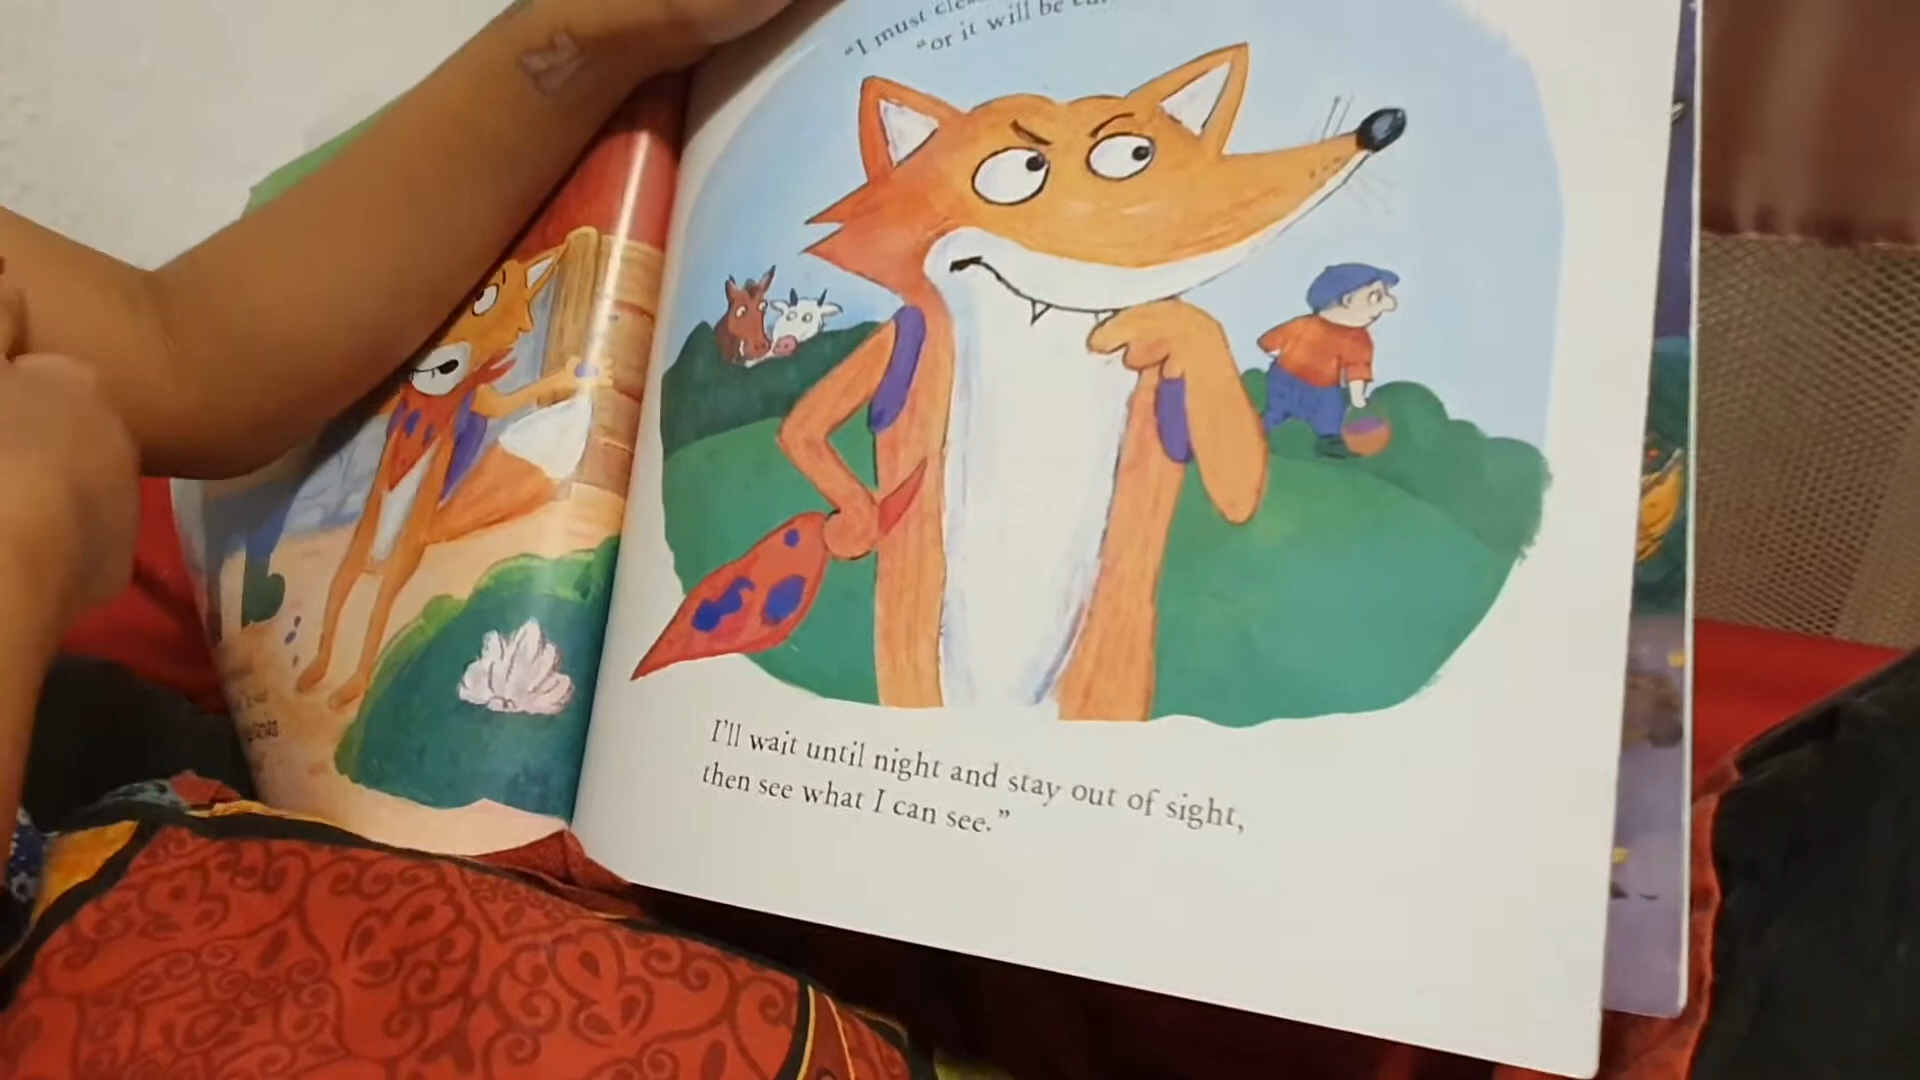 "I must
"or it will be
I'll wait until night and stay out of sight,
then see what I can see."